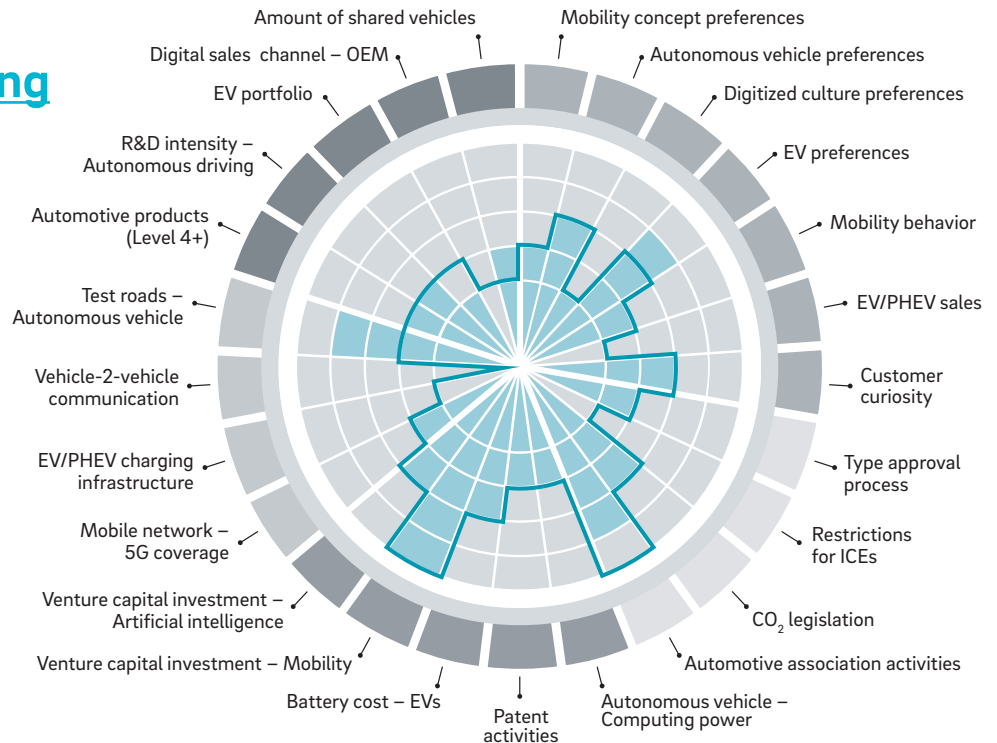 ng
Amount of shared vehicles
Mobility concept preferences
Digital sales channel – OEM
Autonomous vehicle preferences
EV portfolio
Digitized culture preferences
R&D intensity –
Autonomous driving
EV preferences
Automotive products
(Level 4+)
Mobility behavior
Test roads –
Autonomous vehicle
EV/PHEV sales
Vehicle-2-vehicle
communication
Customer
curiosity
EV/PHEV charging
infrastructure
Type approval
process
Mobile network –
5G coverage
Restrictions
for ICEs
Venture capital investment –
Artificial intelligence
CO2 legislation
Venture capital investment – Mobility
Automotive association activities
Battery cost – EVs
Autonomous vehicle –
Computing power
Patent
activities